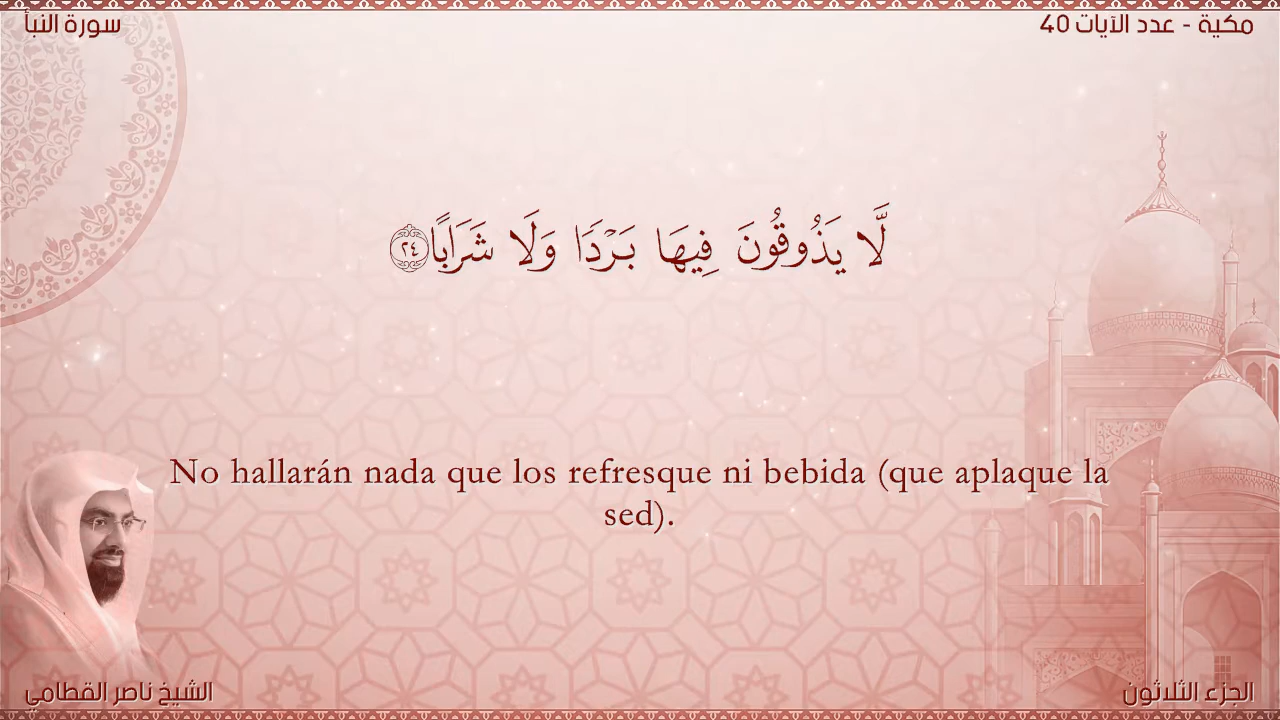 سورة النبأ
مكية - عدد الآيات 40
لَّا يَذُوقُونَ فِيهَا بَرْدًا وَلَا شَرَابًا ٢٤
No hallarán nada que los refresque ni bebida (que aplaque la
sed).
الشيخ ناصر القطامي
الجزء الثلاثون